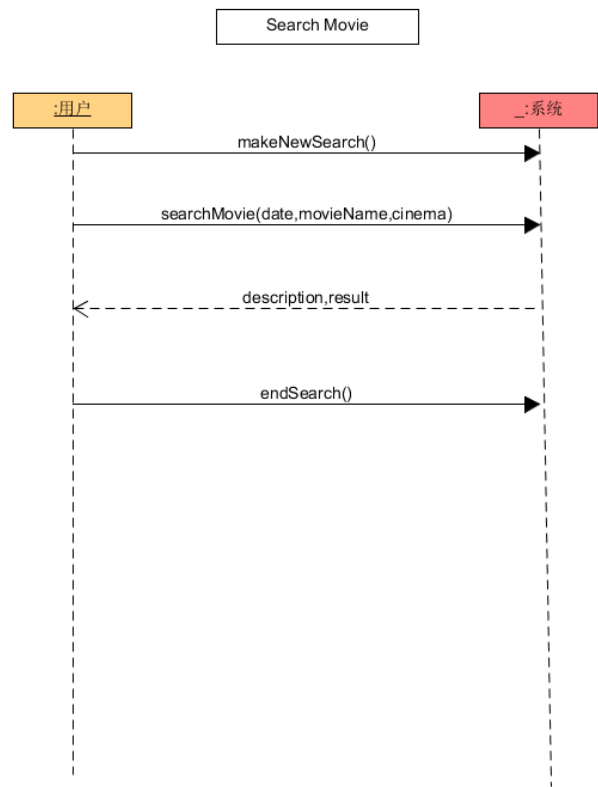 Search Movie
:用户
_:系统
makeNewSearch()
searchMovie(date,movieName,cinema)
description,result
endSearch()